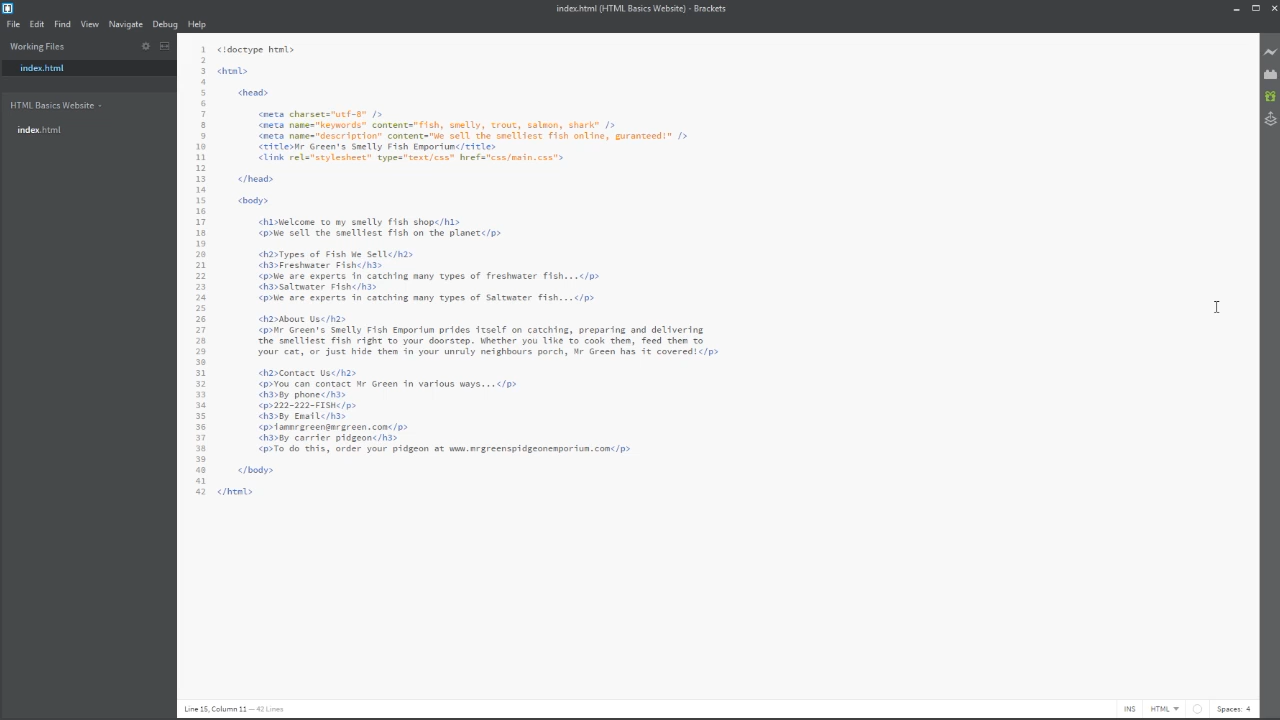 index.html (HTML Basics Website) - Brackets
File Edit Find View Navigate Debug Help
Working Files
index.html
HTML Basics Website
index.html
1 <!doctype html>
2
3 <html>
4
5 <head>
6
7 <meta charset="utf-8" />
8 <meta name="keywords" content="fish, smelly, trout, salmon, shark" />
9 <meta name="description" content="We sell the smelliest fish online, guranteed!" />
10 <title>Mr Green's Smelly Fish Emporium</title>
11 <link rel="stylesheet" type="text/css" href="css/main.css">
12
13 </head>
14
15 <body>
16
17 <h1>Welcome to my smelly fish shop</h1>
18 <p>We sell the smelliest fish on the planet</p>
19
20 <h2>Types of Fish We Sell</h2>
21 <h3>Freshwater Fish</h3>
22 <p>We are experts in catching many types of freshwater fish...</p>
23 <h3>Saltwater Fish</h3>
24 <p>We are experts in catching many types of Saltwater fish...</p>
25
26 <h2>About Us</h2>
27 <p>Mr Green's Smelly Fish Emporium prides itself on catching, preparing and delivering
28 the smelliest fish right to your doorstep. Whether you like to cook them, feed them to
29 your cat, or just hide them in your unruly neighbours porch, Mr Green has it covered!</p>
30
31 <h2>Contact Us</h2>
32 <p>You can contact Mr Green in various ways...</p>
33 <h3>By phone</h3>
34 <p>222-222-FISH</p>
35 <h3>By Email</h3>
36 <p>iammrgreen@mrgreen.com</p>
37 <h3>By carrier pidgeon</h3>
38 <p>To do this, order your pidgeon at www.mrgreenspidgeonemporium.com</p>
39
40 </body>
41
42 </html>
Line 15, Column 11 — 42 Lines
INS HTML Spaces: 4